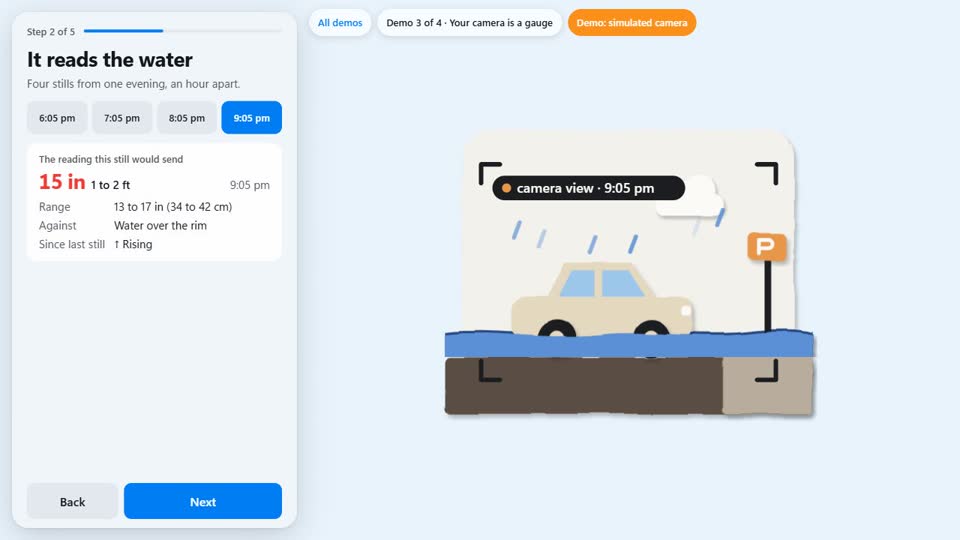 Step 2 of 5
It reads the water
Four stills from one evening, an hour apart.
6:05 pm 7:05 pm 8:05 pm 9:05 pm
The reading this still would send
15 in 1 to 2 ft 9:05 pm
Range 13 to 17 in (34 to 42 cm)
Against Water over the rim
Since last still ↑ Rising
Back Next
All demos Demo 3 of 4 · Your camera is a gauge Demo: simulated camera
camera view · 9:05 pm
P